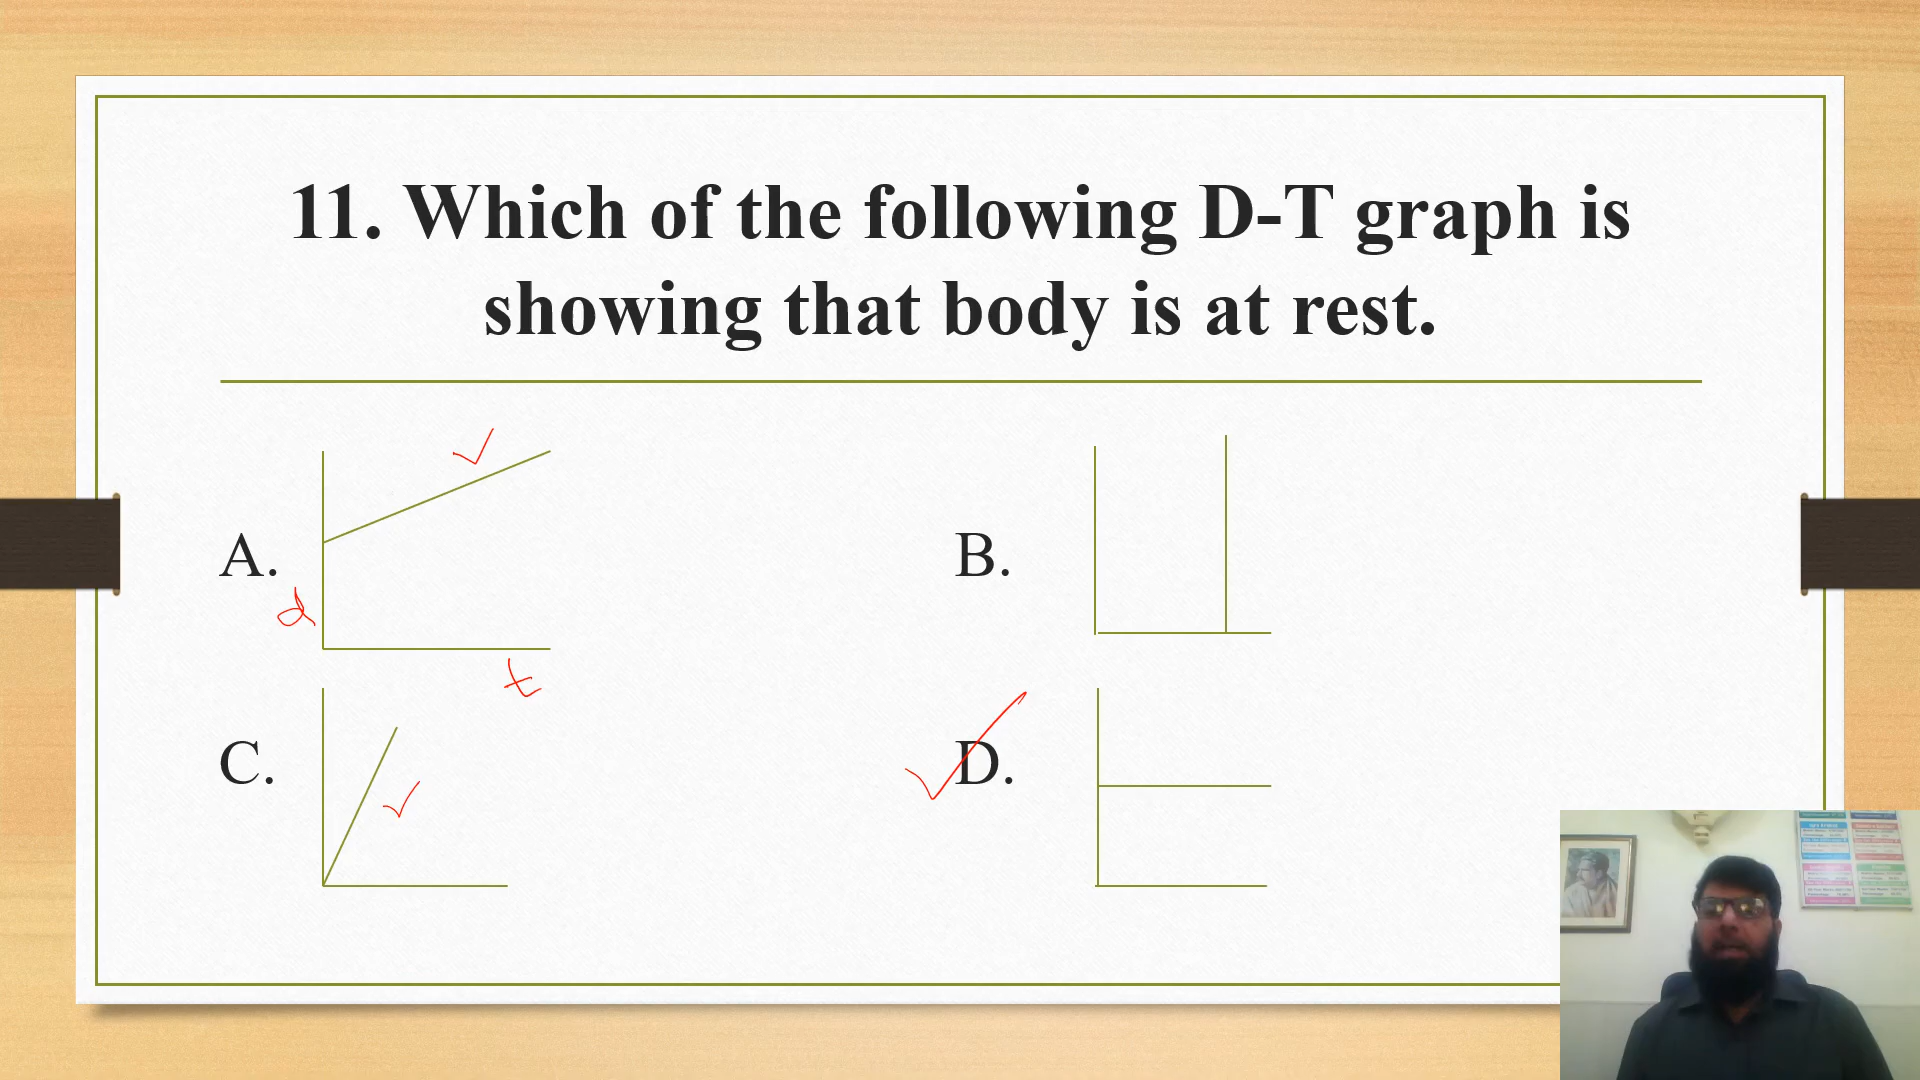 11. Which of the following D-T graph is
showing that body is at rest.
A.
B.
d
t
C.
D.